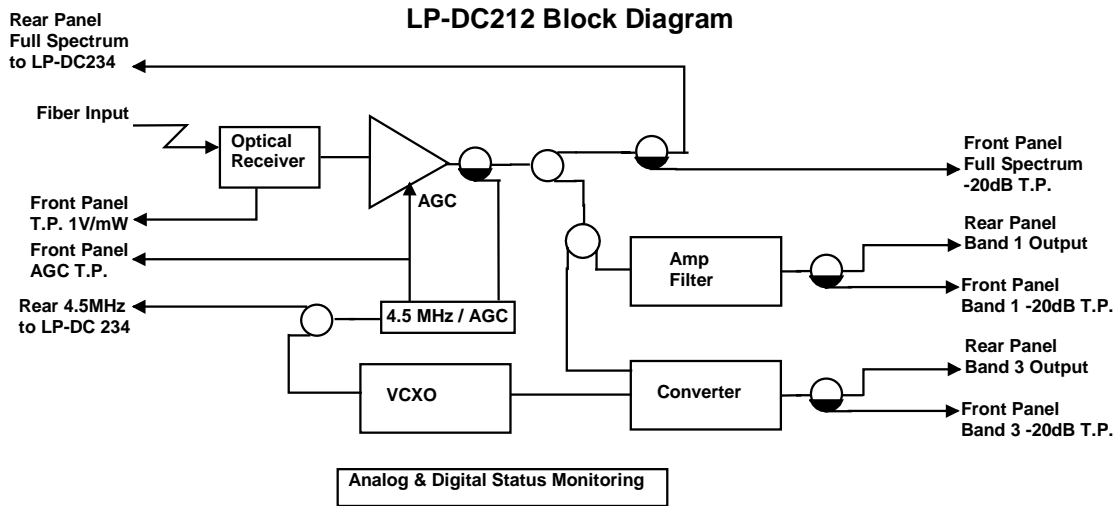 LP-DC212 Block Diagram
Rear Panel
Full Spectrum
to LP-DC234
Fiber Input
Optical
Receiver
Front Panel
Full Spectrum
-20dB T.P.
AGC
Front Panel
T.P. 1V/mW
Front Panel
AGC T.P.
Rear Panel
Band 1 Output
Amp
Filter
Front Panel
Band 1 -20dB T.P.
Rear 4.5MHz
to LP-DC 234
4.5 MHz / AGC
Rear Panel
Band 3 Output
VCXO
Converter
Front Panel
Band 3 -20dB T.P.
Analog & Digital Status Monitoring